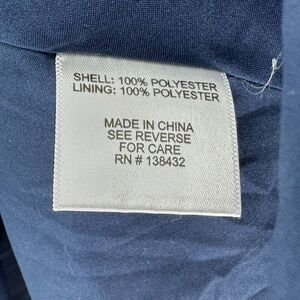 SHELL: 100% POLYESTER
LINING: 100% POLYESTER
MADE IN CHINA
SEE REVERSE
FOR CARE
RN # 138432